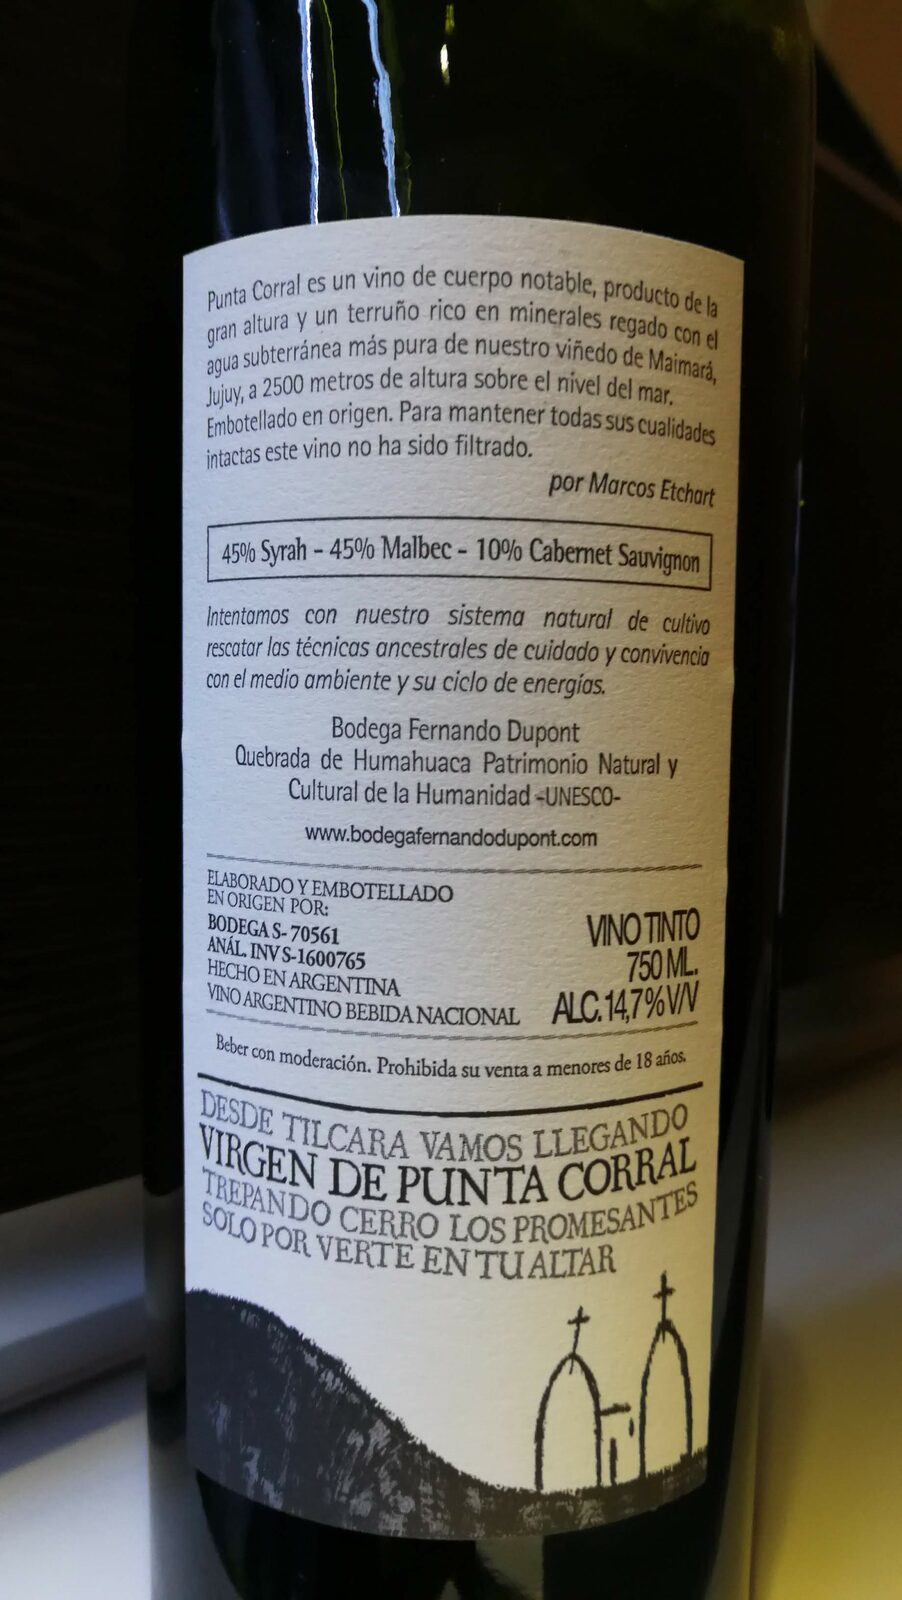 Punta Corral es un vino de cuerpo notable, producto de la
gran altura y un terruño rico en minerales regado con el
agua subterránea más pura de nuestro viñedo de Maimará,
Jujuy, a 2500 metros de altura sobre el nivel del mar.
Embotellado en origen. Para mantener todas sus cualidades
intactas este vino no ha sido filtrado.
por Marcos Etchart
45% Syrah - 45% Malbec - 10% Cabernet Sauvignon
Intentamos con nuestro sistema natural de cultivo
rescatar las técnicas ancestrales de cuidado y convivencia
con el medio ambiente y su ciclo de energías.
Bodega Fernando Dupont
Quebrada de Humahuaca Patrimonio Natural y
Cultural de la Humanidad -UNESCO-
www.bodegafernandodupont.com
ELABORADO Y EMBOTELLADO
EN ORIGEN POR:
BODEGA S- 70561
ANÁL. INV S-1600765
HECHO EN ARGENTINA
VINO ARGENTINO BEBIDA NACIONAL
VINO TINTO
750 ML.
ALC. 14,7% V/V
Beber con moderación. Prohibida su venta a menores de 18 años.
DESDE TILCARA VAMOS LLEGANDO
VIRGEN DE PUNTA CORRAL
TREPANDO CERRO LOS PROMESANTES
SOLO POR VERTE EN TU ALTAR